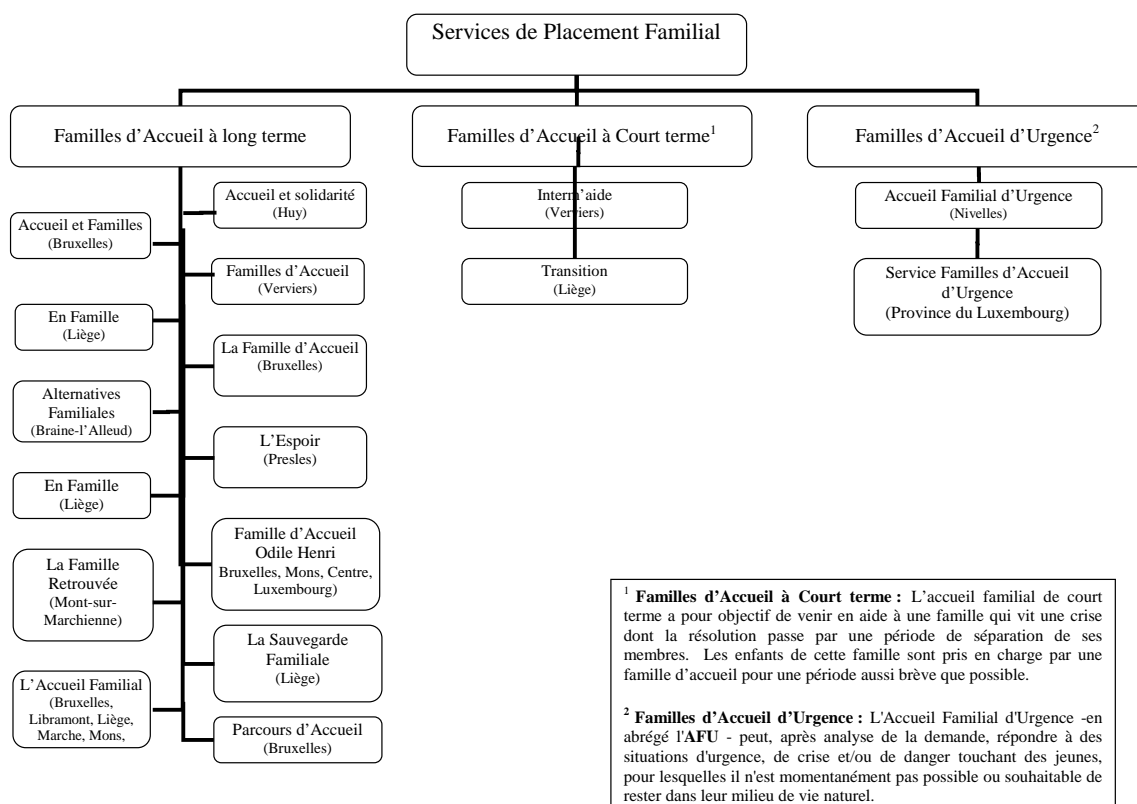 Services de Placement Familial
Familles d'Accueil à long terme
Familles d'Accueil à Court terme1
Familles d'Accueil d'Urgence2
Accueil et solidarité
(Huy)
Accueil et Familles
(Bruxelles)
Familles d'Accueil
(Verviers)
En Famille
(Liège)
La Famille d'Accueil
(Bruxelles)
Alternatives
Familiales
(Braine-l'Alleud)
L'Espoir
(Presles)
En Famille
(Liège)
Famille d'Accueil
Odile Henri
Bruxelles, Mons, Centre,
Luxembourg)
La Famille
Retrouvée
(Mont-sur-
Marchienne)
La Sauvegarde
Familiale
(Liège)
L'Accueil Familial
(Bruxelles,
Libramont, Liège,
Marche, Mons,
Parcours d'Accueil
(Bruxelles)
Interm'aide
(Verviers)
Transition
(Liège)
Accueil Familial d'Urgence
(Nivelles)
Service Familles d'Accueil
d'Urgence
(Province du Luxembourg)
1 Familles d'Accueil à Court terme : L'accueil familial de court
terme a pour objectif de venir en aide à une famille qui vit une crise
dont la résolution passe par une période de séparation de ses
membres. Les enfants de cette famille sont pris en charge par une
famille d'accueil pour une période aussi brève que possible.
2 Familles d'Accueil d'Urgence : L'Accueil Familial d'Urgence -en
abrégé l'AFU - peut, après analyse de la demande, répondre à des
situations d'urgence, de crise et/ou de danger touchant des jeunes,
pour lesquelles il n'est momentanément pas possible ou souhaitable de
rester dans leur milieu de vie naturel.